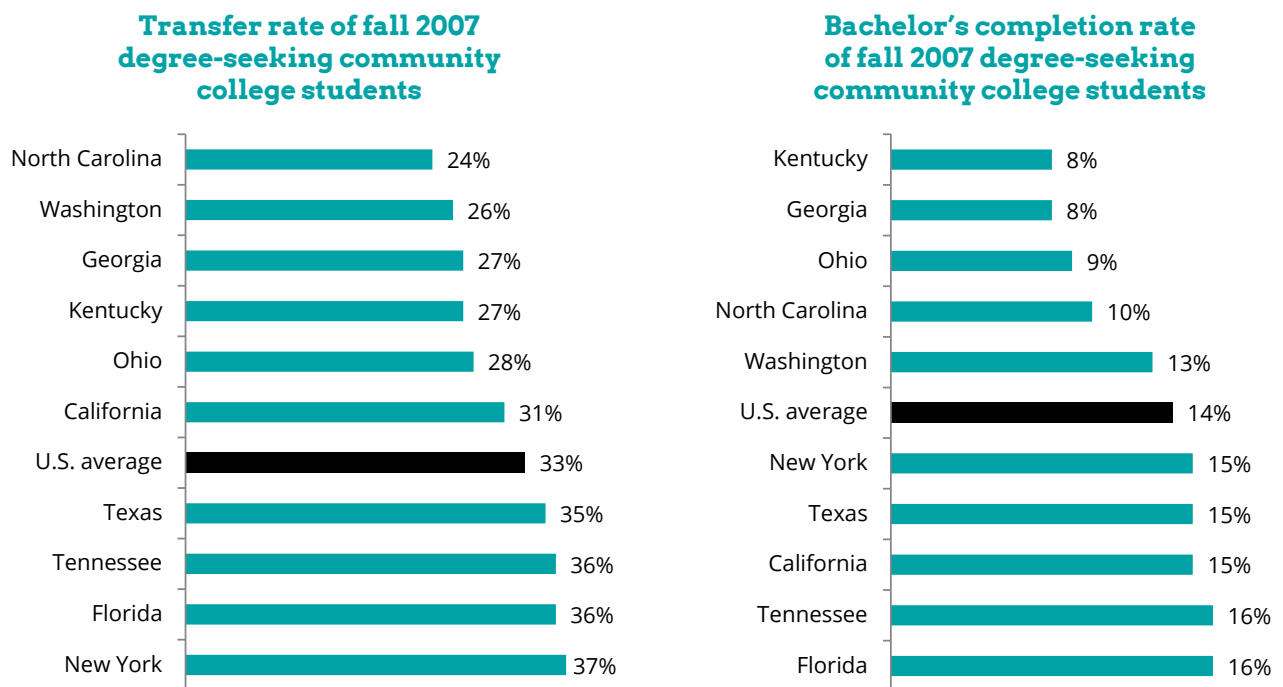 Transfer rate of fall 2007
degree-seeking community
college students
North Carolina 24%
Washington 26%
Georgia 27%
Kentucky 27%
Ohio 28%
California 31%
U.S. average 33%
Texas 35%
Tennessee 36%
Florida 36%
New York 37%
Bachelor’s completion rate
of fall 2007 degree-seeking
community college students
Kentucky 8%
Georgia 8%
Ohio 9%
North Carolina 10%
Washington 13%
U.S. average 14%
New York 15%
Texas 15%
California 15%
Tennessee 16%
Florida 16%